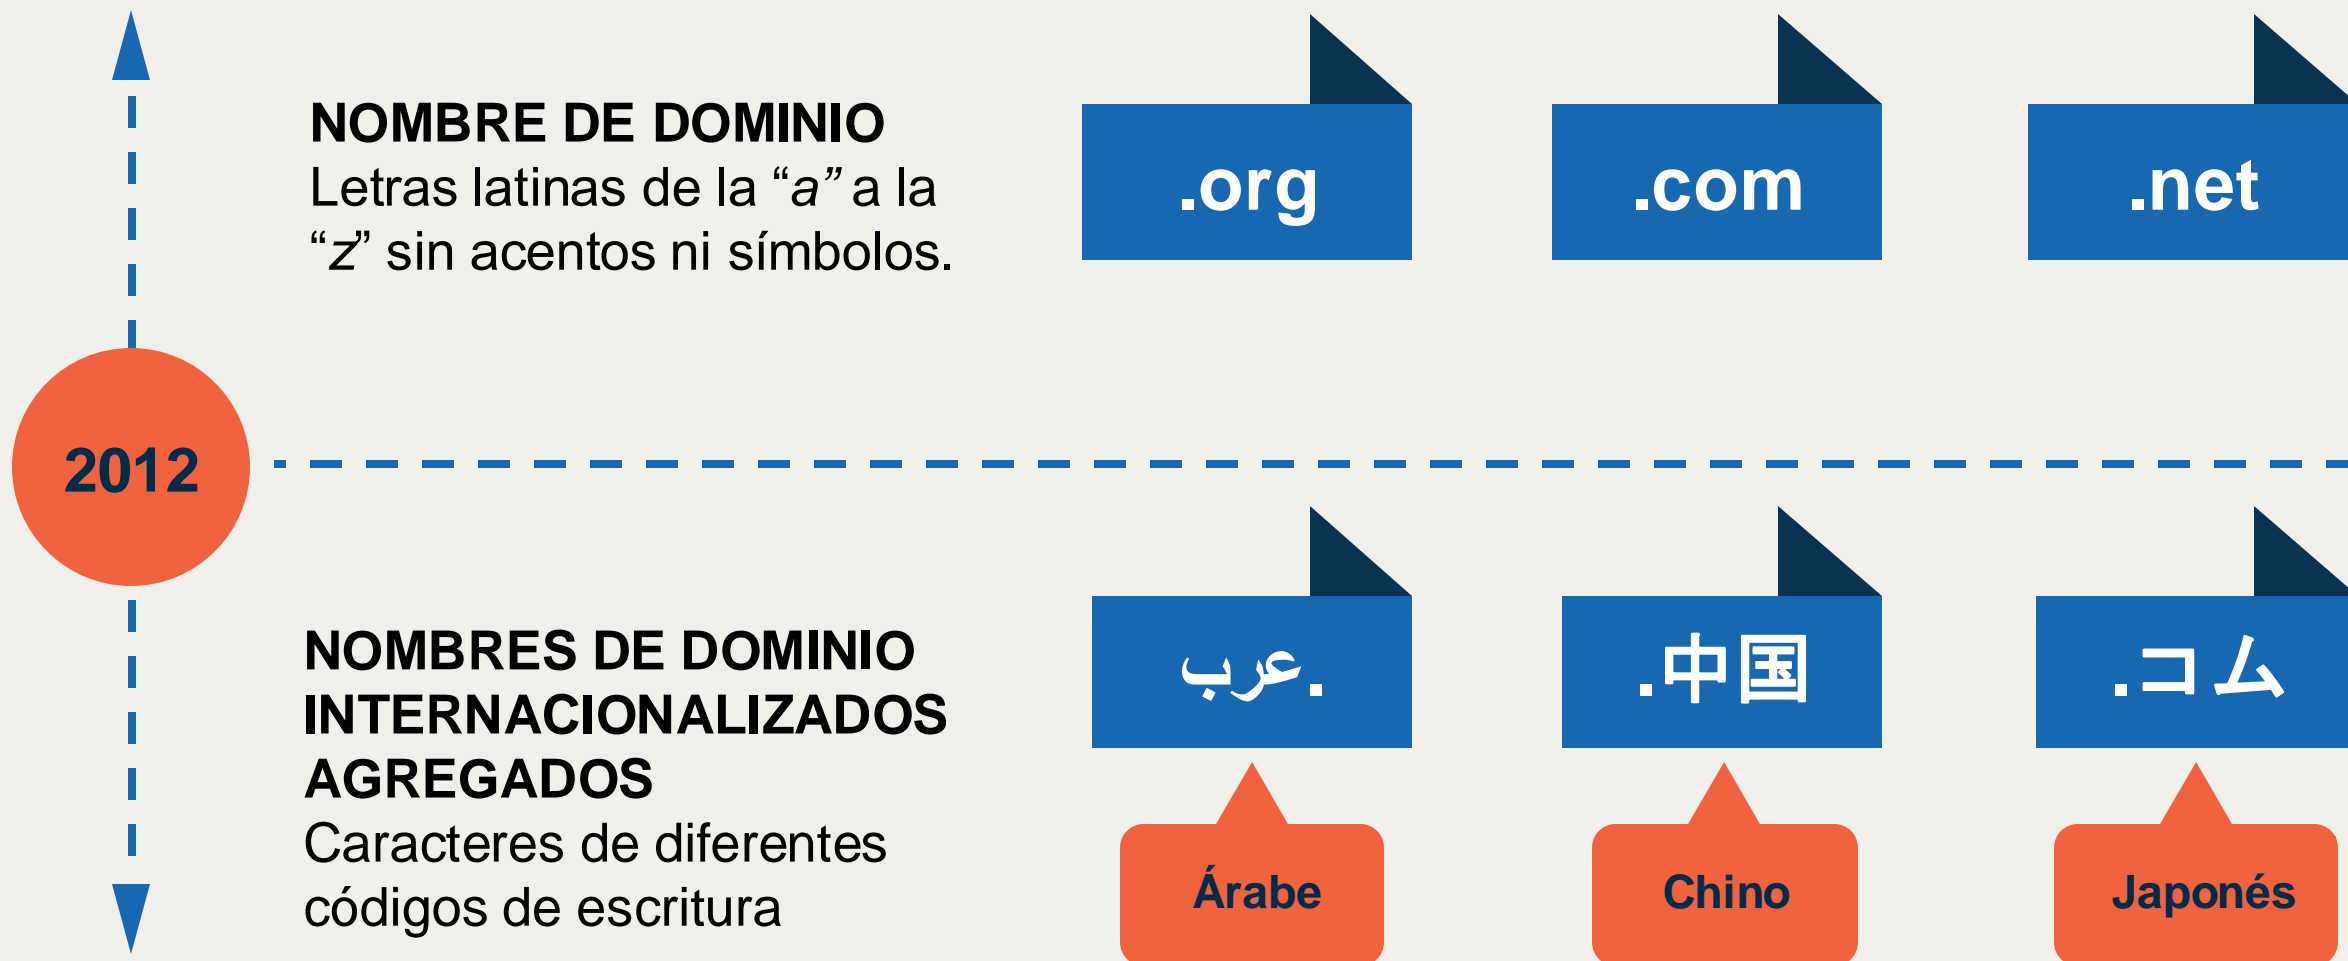 NOMBRE DE DOMINIO
Letras latinas de la “a” a la
“z” sin acentos ni símbolos.
.org
.com
.net
2012
NOMBRES DE DOMINIO
INTERNACIONALIZADOS
AGREGADOS
Caracteres de diferentes
códigos de escritura
.عرب
.中国
.コム
Árabe
Chino
Japonés